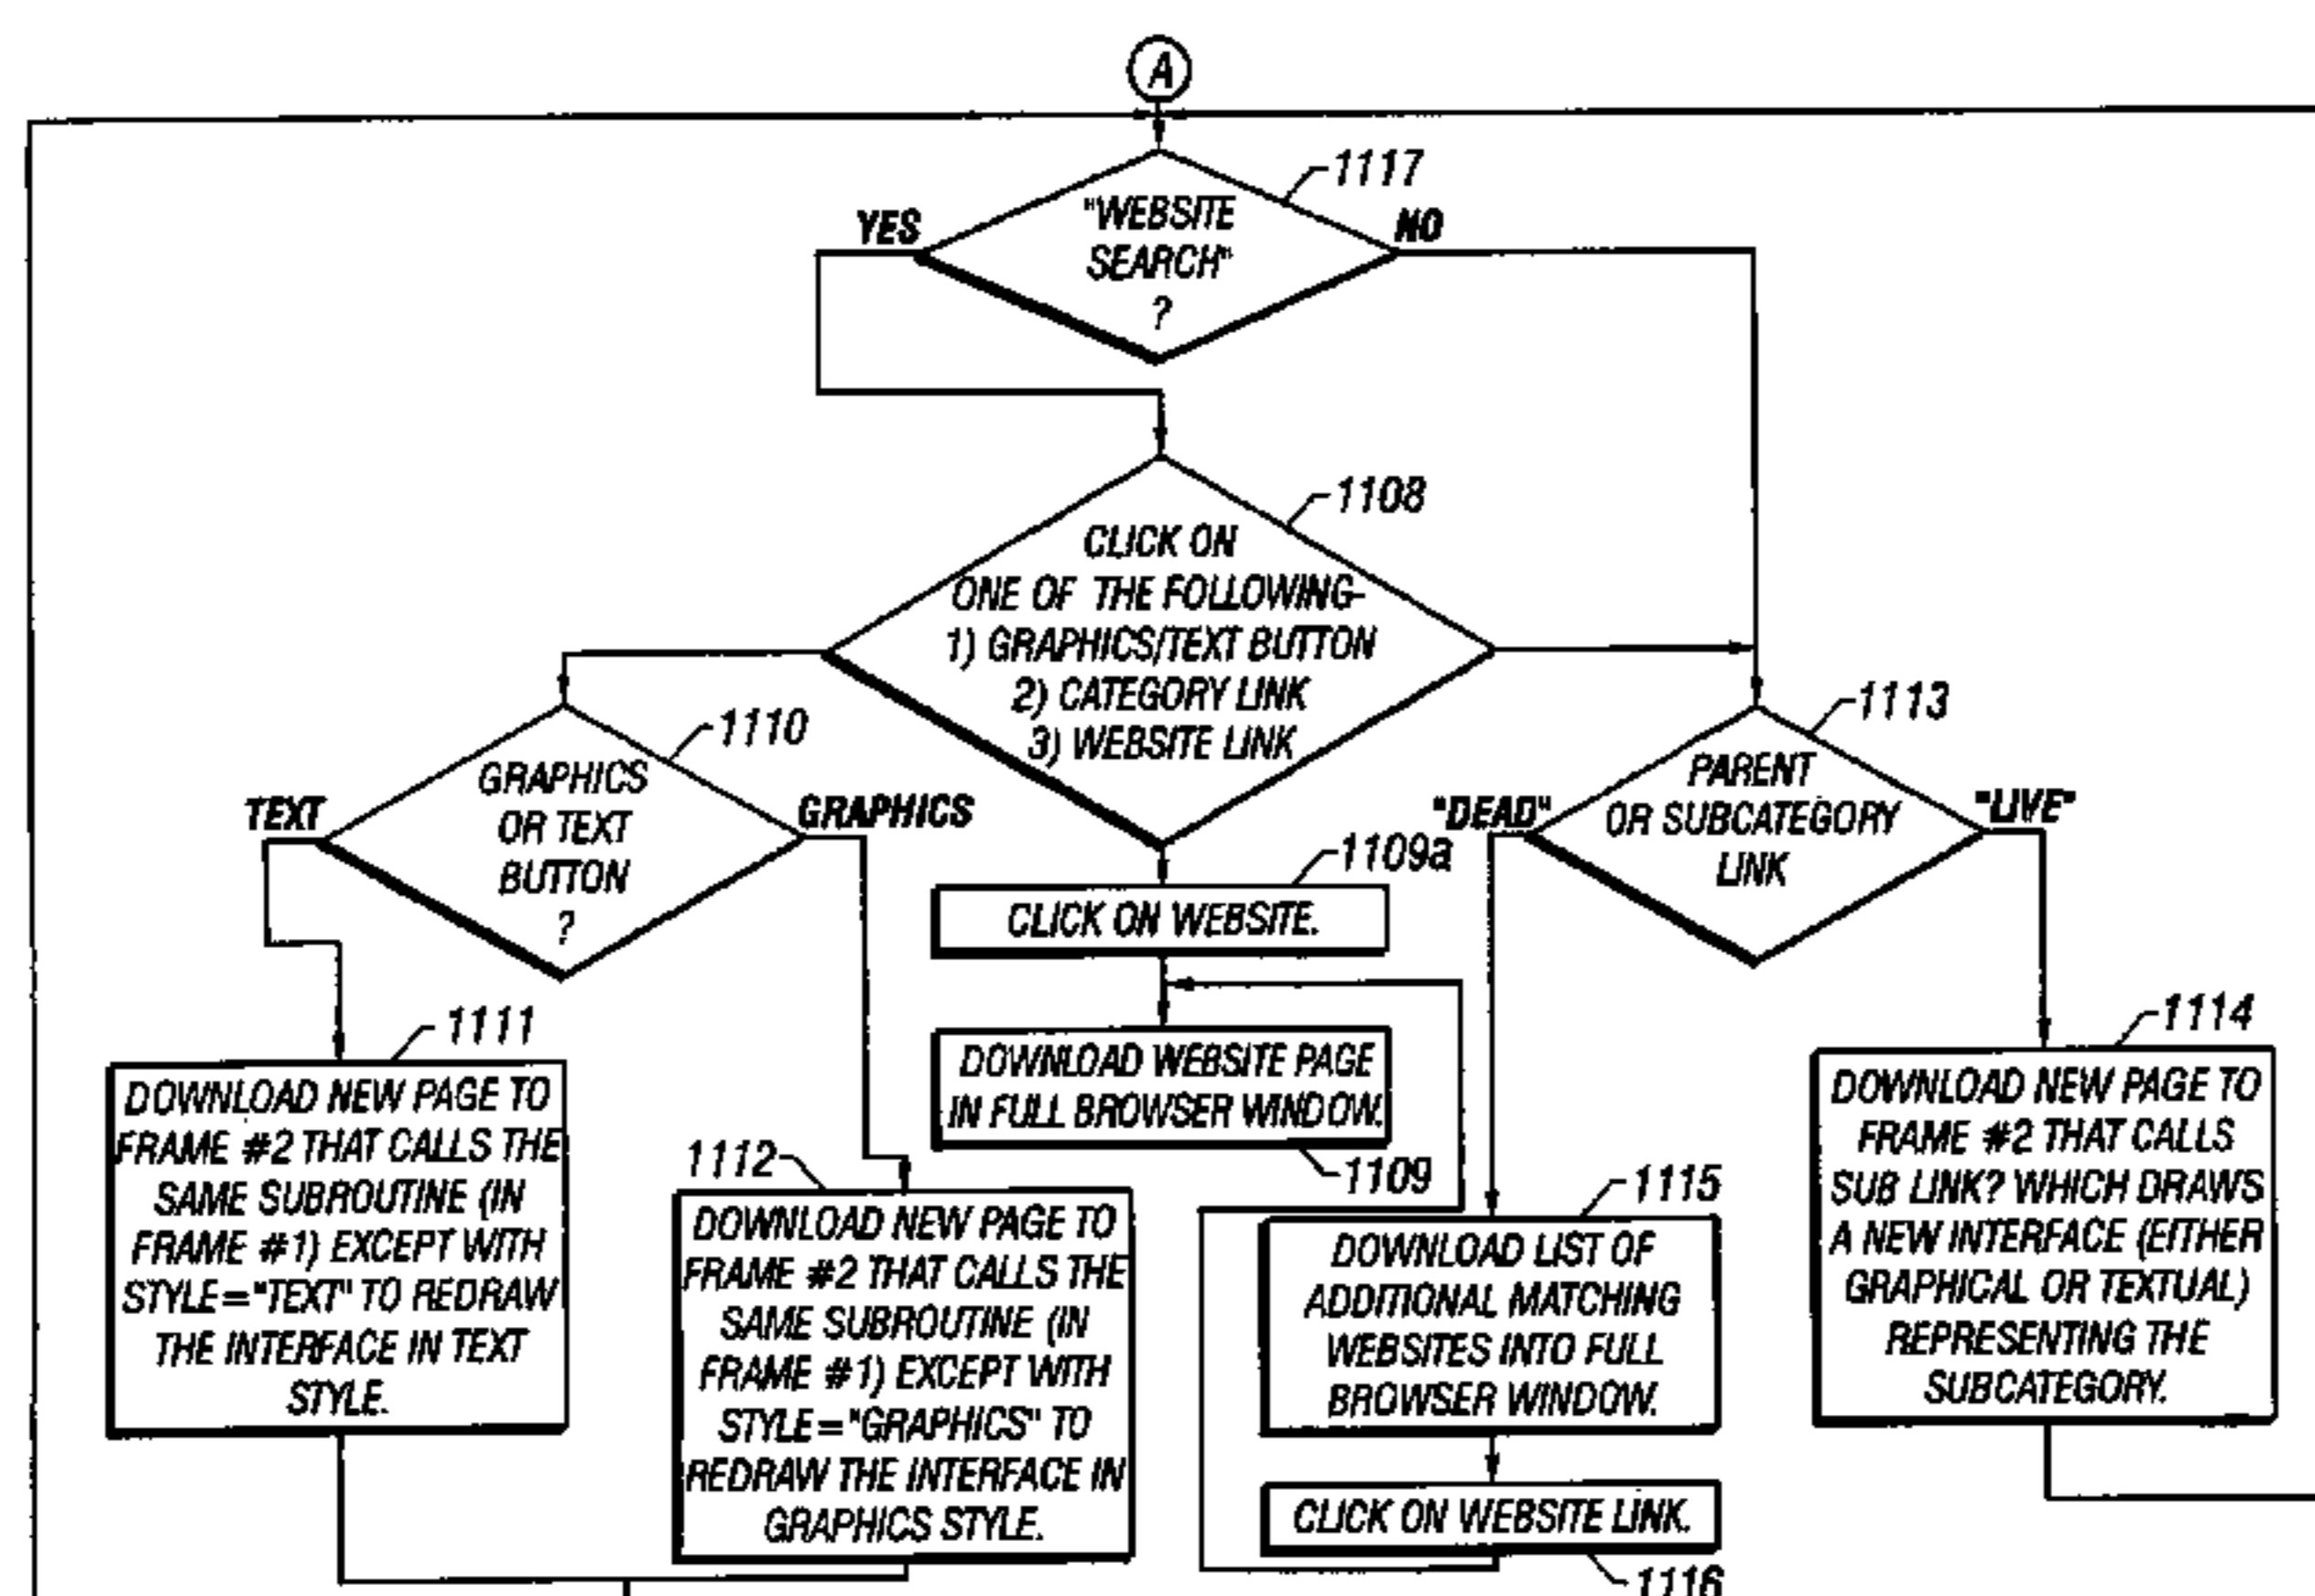 A
1117
"WEBSITE
SEARCH"
?
YES
NO
1108
CLICK ON
ONE OF THE FOLLOWING-
1) GRAPHICS/TEXT BUTTON
2) CATEGORY LINK
3) WEBSITE LINK
1110
GRAPHICS
OR TEXT
BUTTON
?
TEXT
GRAPHICS
1113
PARENT
OR SUBCATEGORY
LINK
"DEAD"
"LIVE"
1109a
CLICK ON WEBSITE.
DOWNLOAD WEBSITE PAGE
IN FULL BROWSER WINDOW.
1109
1111
DOWNLOAD NEW PAGE TO
FRAME #2 THAT CALLS THE
SAME SUBROUTINE (IN
FRAME #1) EXCEPT WITH
STYLE="TEXT" TO REDRAW
THE INTERFACE IN TEXT
STYLE.
1112
DOWNLOAD NEW PAGE TO
FRAME #2 THAT CALLS THE
SAME SUBROUTINE (IN
FRAME #1) EXCEPT WITH
STYLE="GRAPHICS" TO
REDRAW THE INTERFACE IN
GRAPHICS STYLE.
1115
DOWNLOAD LIST OF
ADDITIONAL MATCHING
WEBSITES INTO FULL
BROWSER WINDOW.
CLICK ON WEBSITE LINK.
1116
1114
DOWNLOAD NEW PAGE TO
FRAME #2 THAT CALLS
SUB LINK? WHICH DRAWS
A NEW INTERFACE (EITHER
GRAPHICAL OR TEXTUAL)
REPRESENTING THE
SUBCATEGORY.